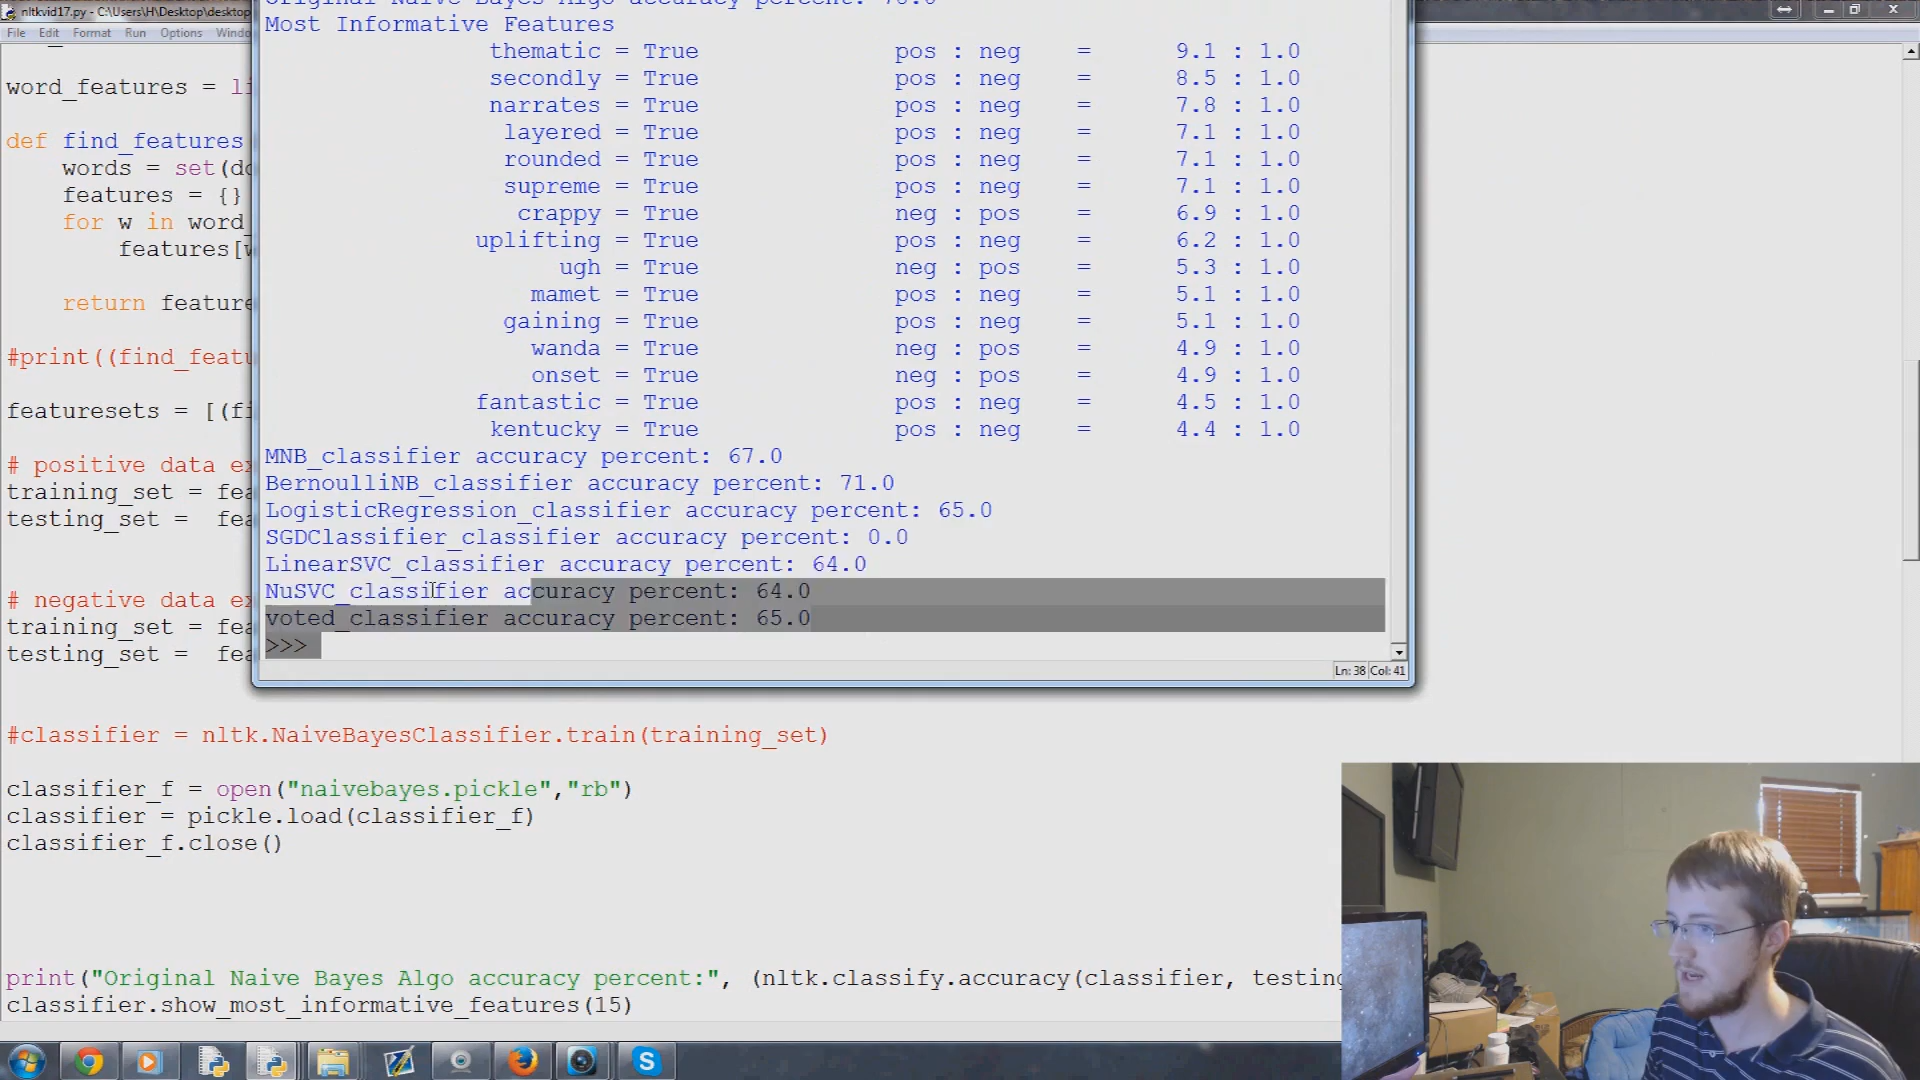 nltkvid17.py - C:\Users\H\Desktop\desktop
File Edit Format Run Options
word_features =
def find_features
words = set(
features = {}
for w in word_
features[
return feature
#print((find_featu
featuresets = [(
# positive data
training_set =
testing_set =
# negative data
training_set =
testing_set =
#classifier = nltk.NaiveBayesClassifier.train(training_set)
classifier_f = open("naivebayes.pickle","rb")
classifier = pickle.load(classifier_f)
classifier_f.close()
print("Original Naive Bayes Algo accuracy percent:", (nltk.classify.accuracy(classifier, testing
classifier.show_most_informative_features(15)
Original Naive Bayes Algo accuracy percent:
Most Informative Features
thematic = True pos : neg = 9.1 : 1.0
secondly = True pos : neg = 8.5 : 1.0
narrates = True pos : neg = 7.8 : 1.0
layered = True pos : neg = 7.1 : 1.0
rounded = True pos : neg = 7.1 : 1.0
supreme = True pos : neg = 7.1 : 1.0
crappy = True neg : pos = 6.9 : 1.0
uplifting = True pos : neg = 6.2 : 1.0
ugh = True neg : pos = 5.3 : 1.0
mamet = True pos : neg = 5.1 : 1.0
gaining = True pos : neg = 5.1 : 1.0
wanda = True neg : pos = 4.9 : 1.0
onset = True neg : pos = 4.9 : 1.0
fantastic = True pos : neg = 4.5 : 1.0
kentucky = True pos : neg = 4.4 : 1.0
MNB_classifier accuracy percent: 67.0
BernoulliNB_classifier accuracy percent: 71.0
LogisticRegression_classifier accuracy percent: 65.0
SGDClassifier_classifier accuracy percent: 0.0
LinearSVC_classifier accuracy percent: 64.0
NuSVC_classifier accuracy percent: 64.0
voted_classifier accuracy percent: 65.0
>>>
Ln: 38 Col: 41